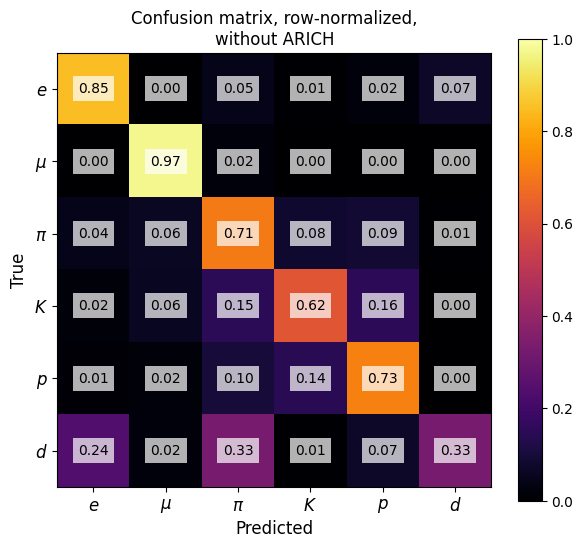 Confusion matrix, row-normalized,
without ARICH
True
e 0.85 0.00 0.05 0.01 0.02 0.07
μ 0.00 0.97 0.02 0.00 0.00 0.00
π 0.04 0.06 0.71 0.08 0.09 0.01
K 0.02 0.06 0.15 0.62 0.16 0.00
p 0.01 0.02 0.10 0.14 0.73 0.00
d 0.24 0.02 0.33 0.01 0.07 0.33
e μ π K p d
Predicted
1.0
0.8
0.6
0.4
0.2
0.0